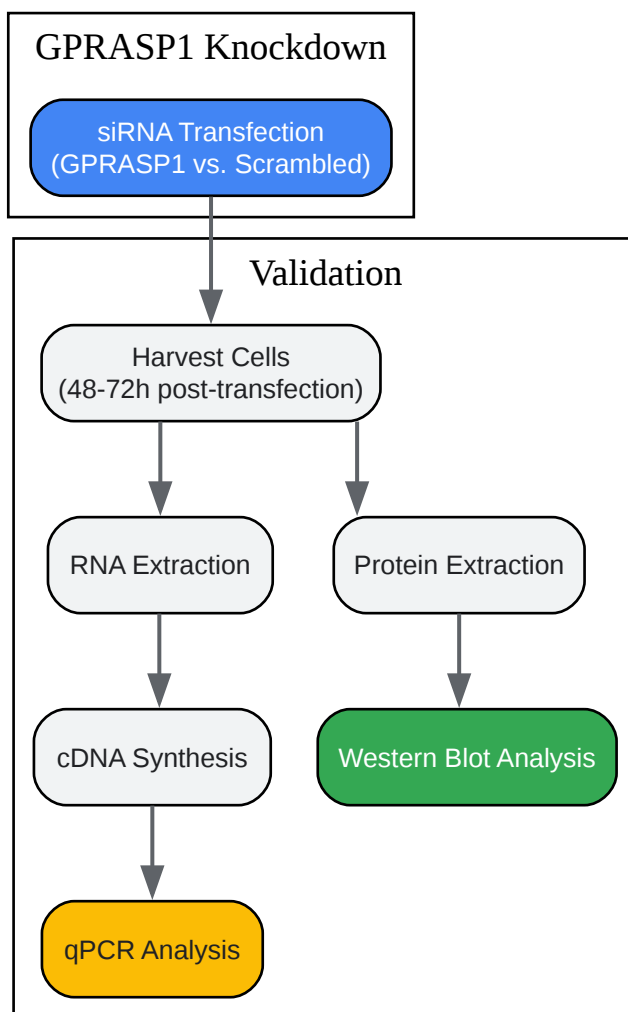 GPRASP1 Knockdown
siRNA Transfection
(GPRASP1 vs. Scrambled)
Validation
Harvest Cells
(48-72h post-transfection)
RNA Extraction
Protein Extraction
cDNA Synthesis
Western Blot Analysis
qPCR Analysis